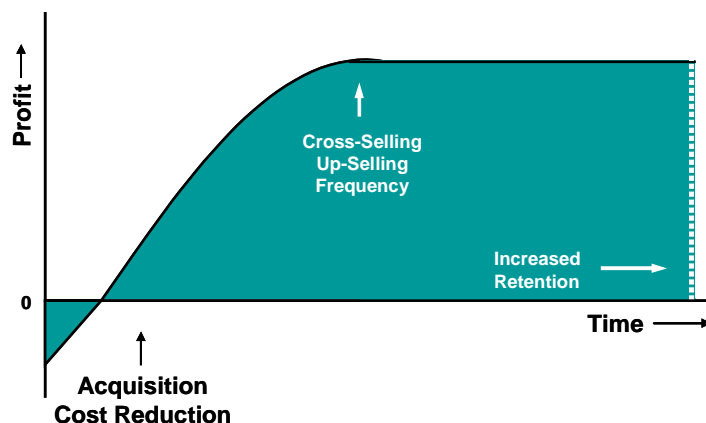 Profit
Cross-Selling
Up-Selling
Frequency
Increased
Retention
0
Time
Acquisition
Cost Reduction